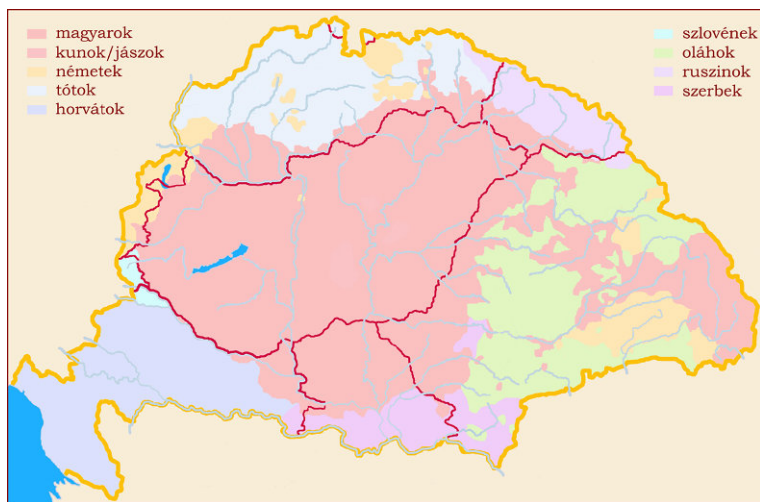 magyarok
kunok/jászok
németek
tótok
horvátok
szlovének
oláhok
ruszinok
szerbek